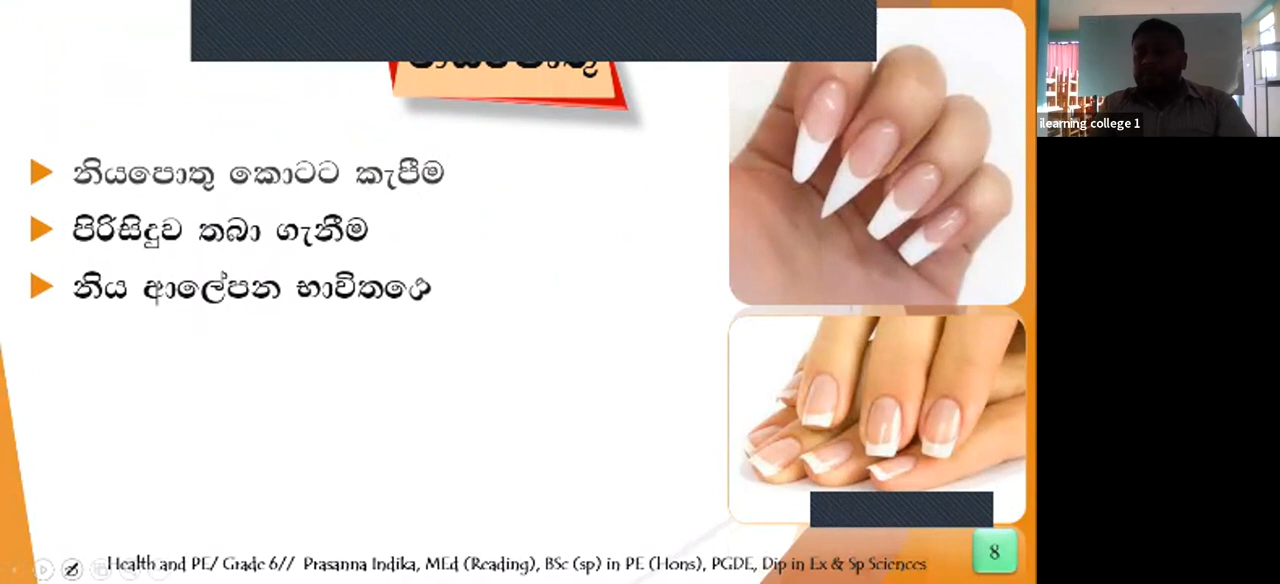 නියපොතු කොටට කැපීම
පිරිසිදුව තබා ගැනීම
නිය ආලේපන
Health and PE/ Grade 6// Prasanna Indika, MEd (Reading), BSc (sp) in PE (Hons), PGDE, Dip in Ex & Sp Sciences
8
ilearning college 1